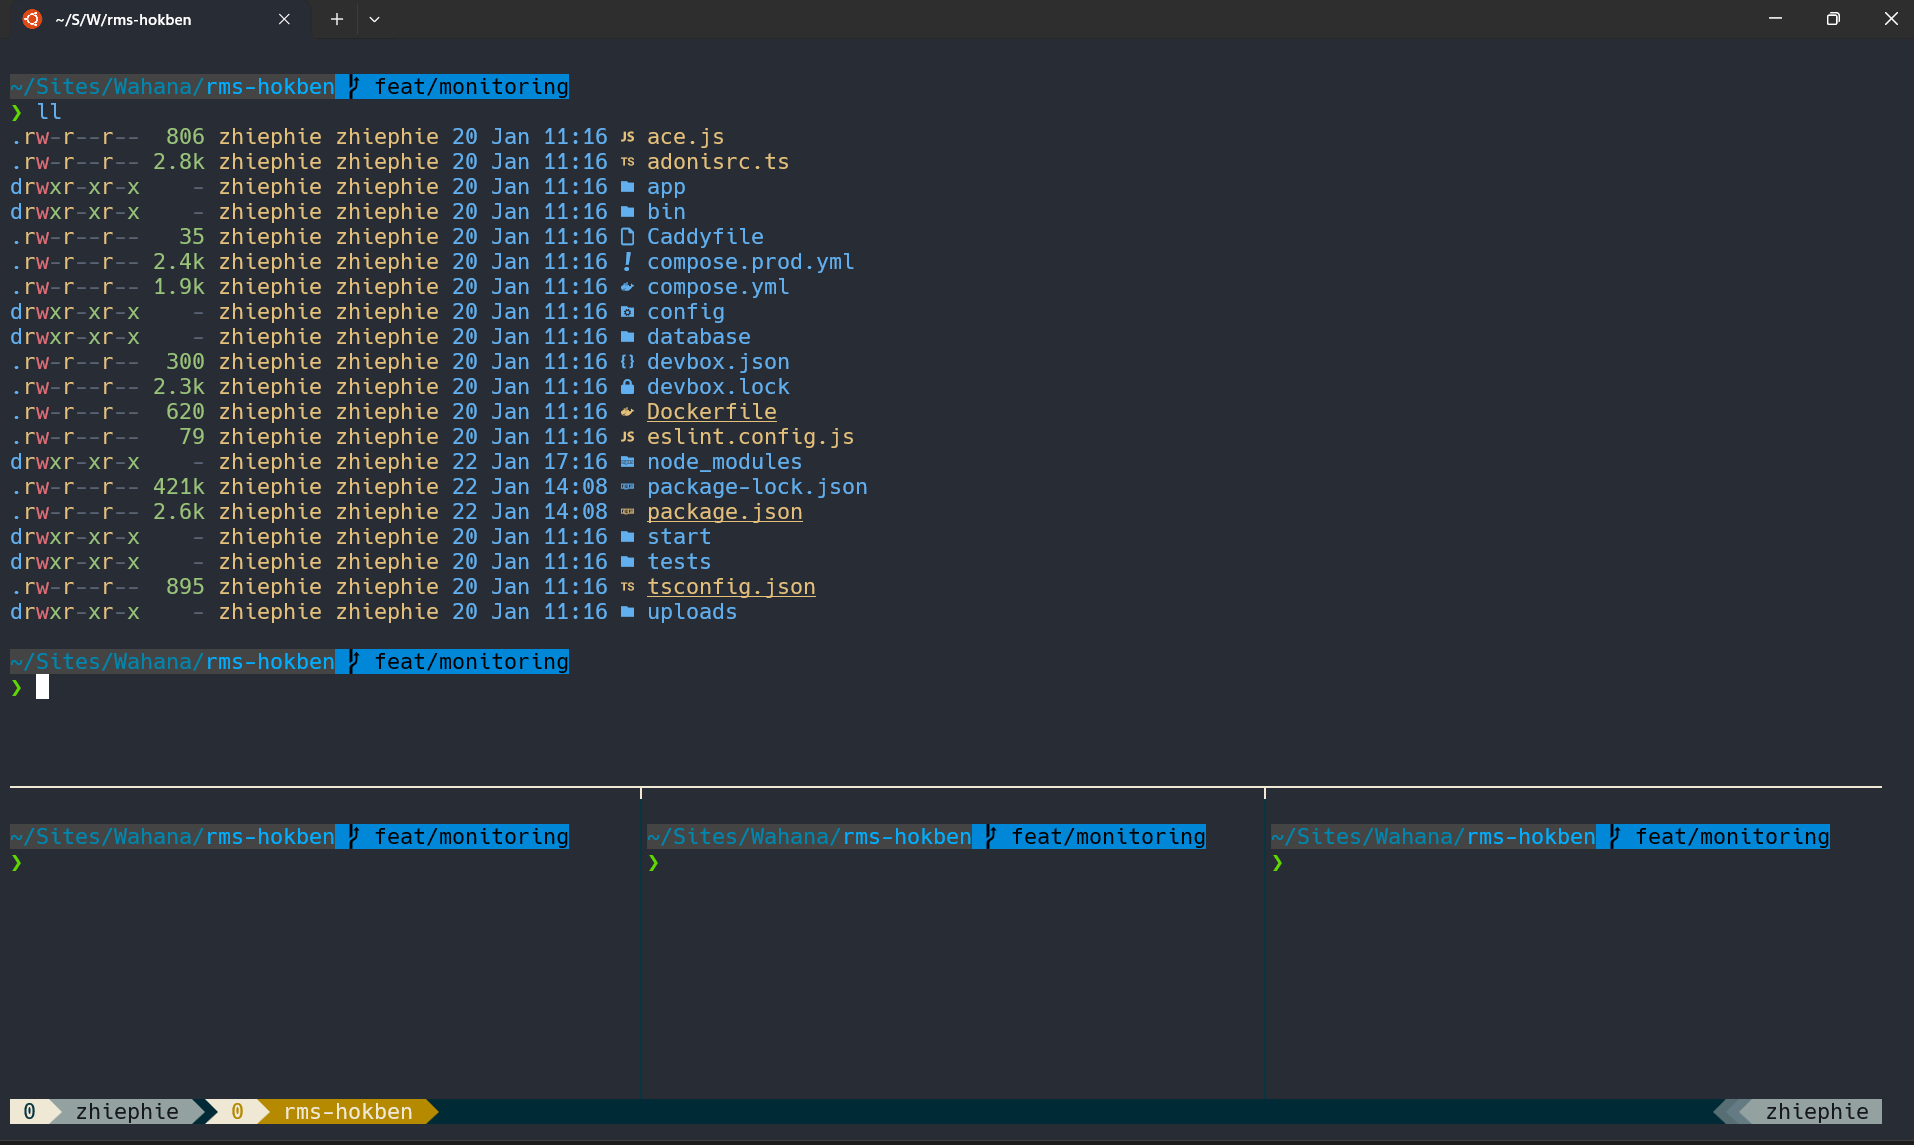 ~/S/W/rms-hokben
~/Sites/Wahana/rms-hokben feat/monitoring
❯ ll
.rw-r--r-- 806 zhiephie zhiephie 20 Jan 11:16 JS ace.js
.rw-r--r-- 2.8k zhiephie zhiephie 20 Jan 11:16 TS adonisrc.ts
drwxr-xr-x - zhiephie zhiephie 20 Jan 11:16 app
drwxr-xr-x - zhiephie zhiephie 20 Jan 11:16 bin
.rw-r--r-- 35 zhiephie zhiephie 20 Jan 11:16 Caddyfile
.rw-r--r-- 2.4k zhiephie zhiephie 20 Jan 11:16 ! compose.prod.yml
.rw-r--r-- 1.9k zhiephie zhiephie 20 Jan 11:16 compose.yml
drwxr-xr-x - zhiephie zhiephie 20 Jan 11:16 config
drwxr-xr-x - zhiephie zhiephie 20 Jan 11:16 database
.rw-r--r-- 300 zhiephie zhiephie 20 Jan 11:16 {} devbox.json
.rw-r--r-- 2.3k zhiephie zhiephie 20 Jan 11:16 devbox.lock
.rw-r--r-- 620 zhiephie zhiephie 20 Jan 11:16 Dockerfile
.rw-r--r-- 79 zhiephie zhiephie 20 Jan 11:16 JS eslint.config.js
drwxr-xr-x - zhiephie zhiephie 22 Jan 17:16 node_modules
.rw-r--r-- 421k zhiephie zhiephie 22 Jan 14:08 package-lock.json
.rw-r--r-- 2.6k zhiephie zhiephie 22 Jan 14:08 package.json
drwxr-xr-x - zhiephie zhiephie 20 Jan 11:16 start
drwxr-xr-x - zhiephie zhiephie 20 Jan 11:16 tests
.rw-r--r-- 895 zhiephie zhiephie 20 Jan 11:16 TS tsconfig.json
drwxr-xr-x - zhiephie zhiephie 20 Jan 11:16 uploads
~/Sites/Wahana/rms-hokben feat/monitoring
❯
~/Sites/Wahana/rms-hokben feat/monitoring
❯
~/Sites/Wahana/rms-hokben feat/monitoring
❯
~/Sites/Wahana/rms-hokben feat/monitoring
❯
0 zhiephie 0 rms-hokben zhiephie